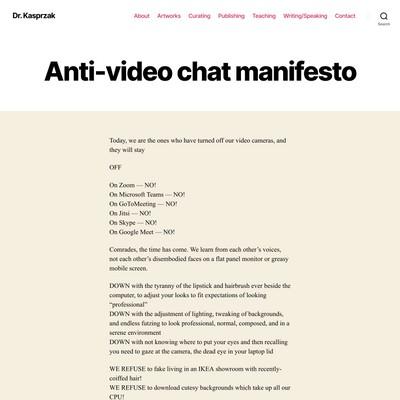 Dr. Kasprzak
About Artworks Curating Publishing Teaching Writing/Speaking Contact
Search
Anti-video chat manifesto
Today, we are the ones who have turned off our video cameras, and
they will stay
OFF
On Zoom — NO!
On Microsoft Teams — NO!
On GoToMeeting — NO!
On Jitsi — NO!
On Skype — NO!
On Google Meet — NO!
Comrades, the time has come. We learn from each other’s voices,
not each other’s disembodied faces on a flat panel monitor or greasy
mobile screen.
DOWN with the tyranny of the lipstick and hairbrush ever beside the
computer, to adjust your looks to fit expectations of looking
“professional”
DOWN with the adjustment of lighting, tweaking of backgrounds,
and endless futzing to look professional, normal, composed, and in a
serene environment
DOWN with not knowing where to put your eyes and then recalling
you need to gaze at the camera, the dead eye in your laptop lid
WE REFUSE to fake living in an IKEA showroom with recently-
coiffed hair!
WE REFUSE to download cutesy backgrounds which take up all our
CPU!